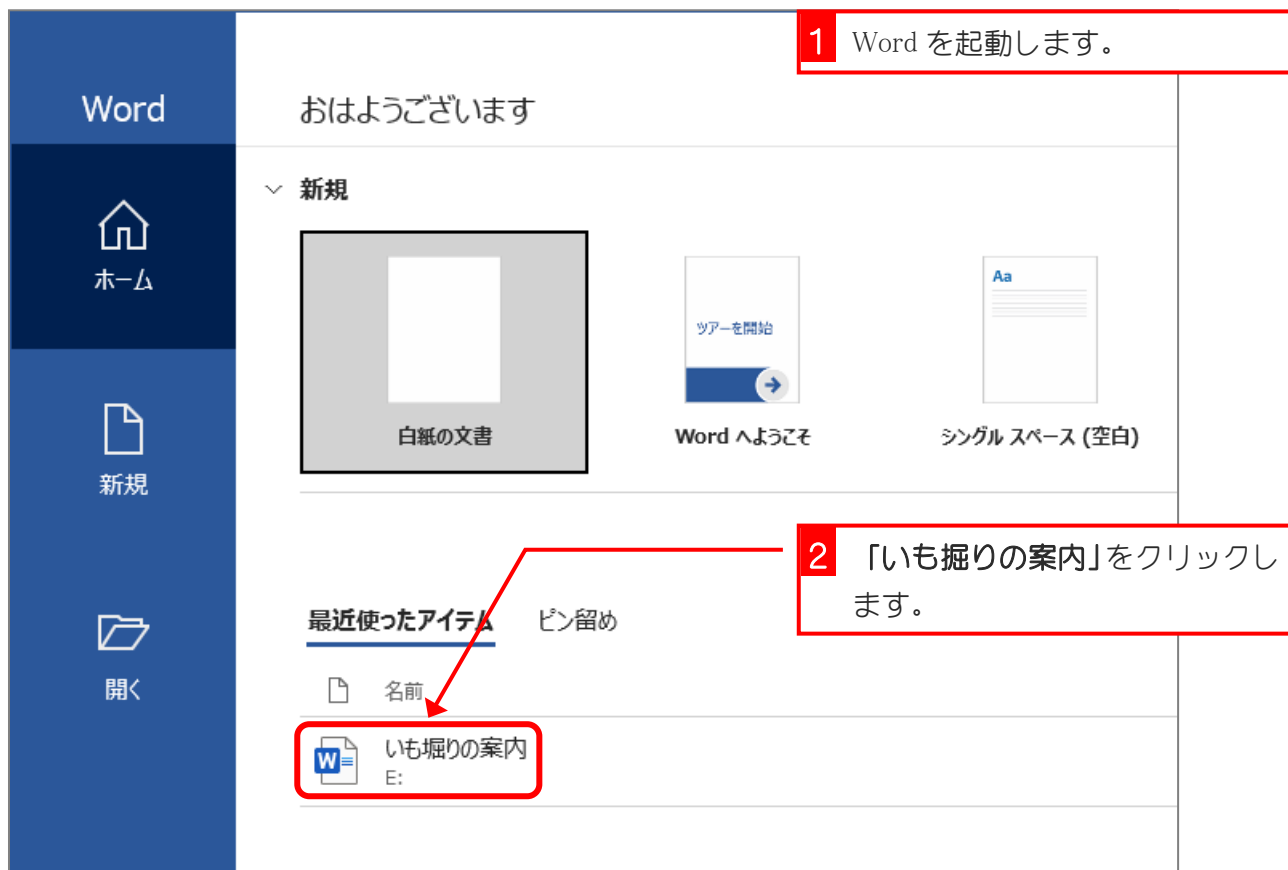 1 Word を起動します。
Word
おはようございます
新規
ホーム
Aa
ツアーを開始
白紙の文書
Word へようこそ
シングル スペース (空白)
新規
2 「いも掘りの案内」をクリックし
ます。
最近使ったアイテム ピン留め
開く
名前
W
いも堀りの案内
E: